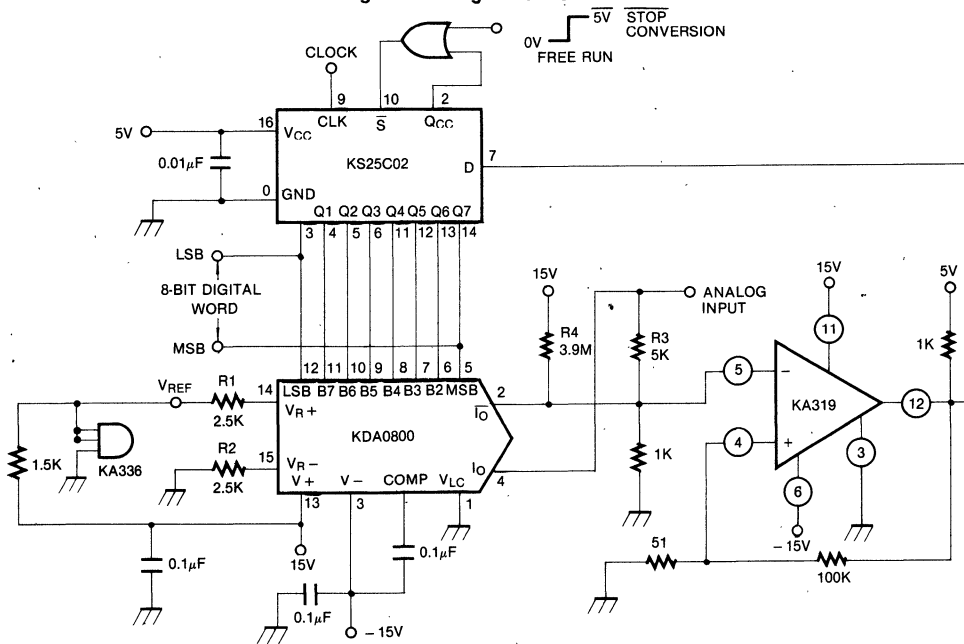 5V STOP
CONVERSION
0V
FREE RUN
CLOCK
9 10 2
CLK S̅ QCC
5V 16 VCC
KS25C02
D 7
0.01μF
0 GND
Q1 Q2 Q3 Q4 Q5 Q6 Q7
3 4 5 6 11 12 13 14
LSB
8-BIT DIGITAL
WORD
MSB
15V
R4
3.9M
R3
5K
ANALOG
INPUT
15V
11
5V
1K
12 11 10 9 8 7 6 5
LSB B7 B6 B5 B4 B3 B2 MSB
VREF R1 14
2.5K
VR+
KDA0800
I̅O̅ 2
IO
4
5 −
4 +
KA319
12
3
6
−15V
1.5K
KA336
R2 15
2.5K
VR−
V+ V− COMP VLC
13 3 1
1K
0.1μF
15V
0.1μF
0.1μF
−15V
51
100K